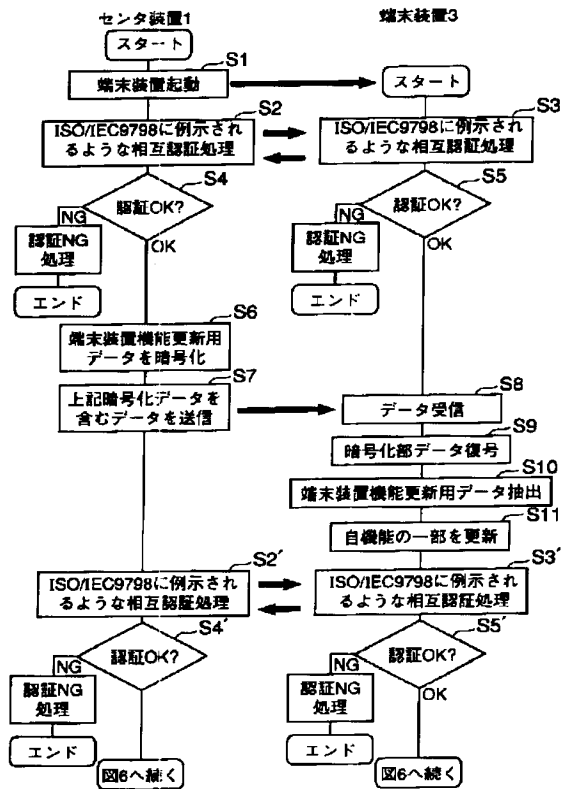 センタ装置1
端末装置3
スタート
S1
端末装置起動
スタート
S2
ISO/IEC9798に例示され
るような相互認証処理
S3
ISO/IEC9798に例示され
るような相互認証処理
S4
認証OK?
NG
OK
認証NG
処理
エンド
S5
認証OK?
NG
OK
認証NG
処理
エンド
S6
端末装置機能更新用
データを暗号化
S7
上記暗号化データを
含むデータを送信
S8
データ受信
S9
暗号化部データ復号
S10
端末装置機能更新用データ抽出
S11
自機能の一部を更新
S2′
ISO/IEC9798に例示され
るような相互認証処理
S3′
ISO/IEC9798に例示され
るような相互認証処理
S4′
認証OK?
NG
認証NG
処理
エンド
S5′
認証OK?
NG
OK
認証NG
処理
エンド
図6へ続く
図6へ続く